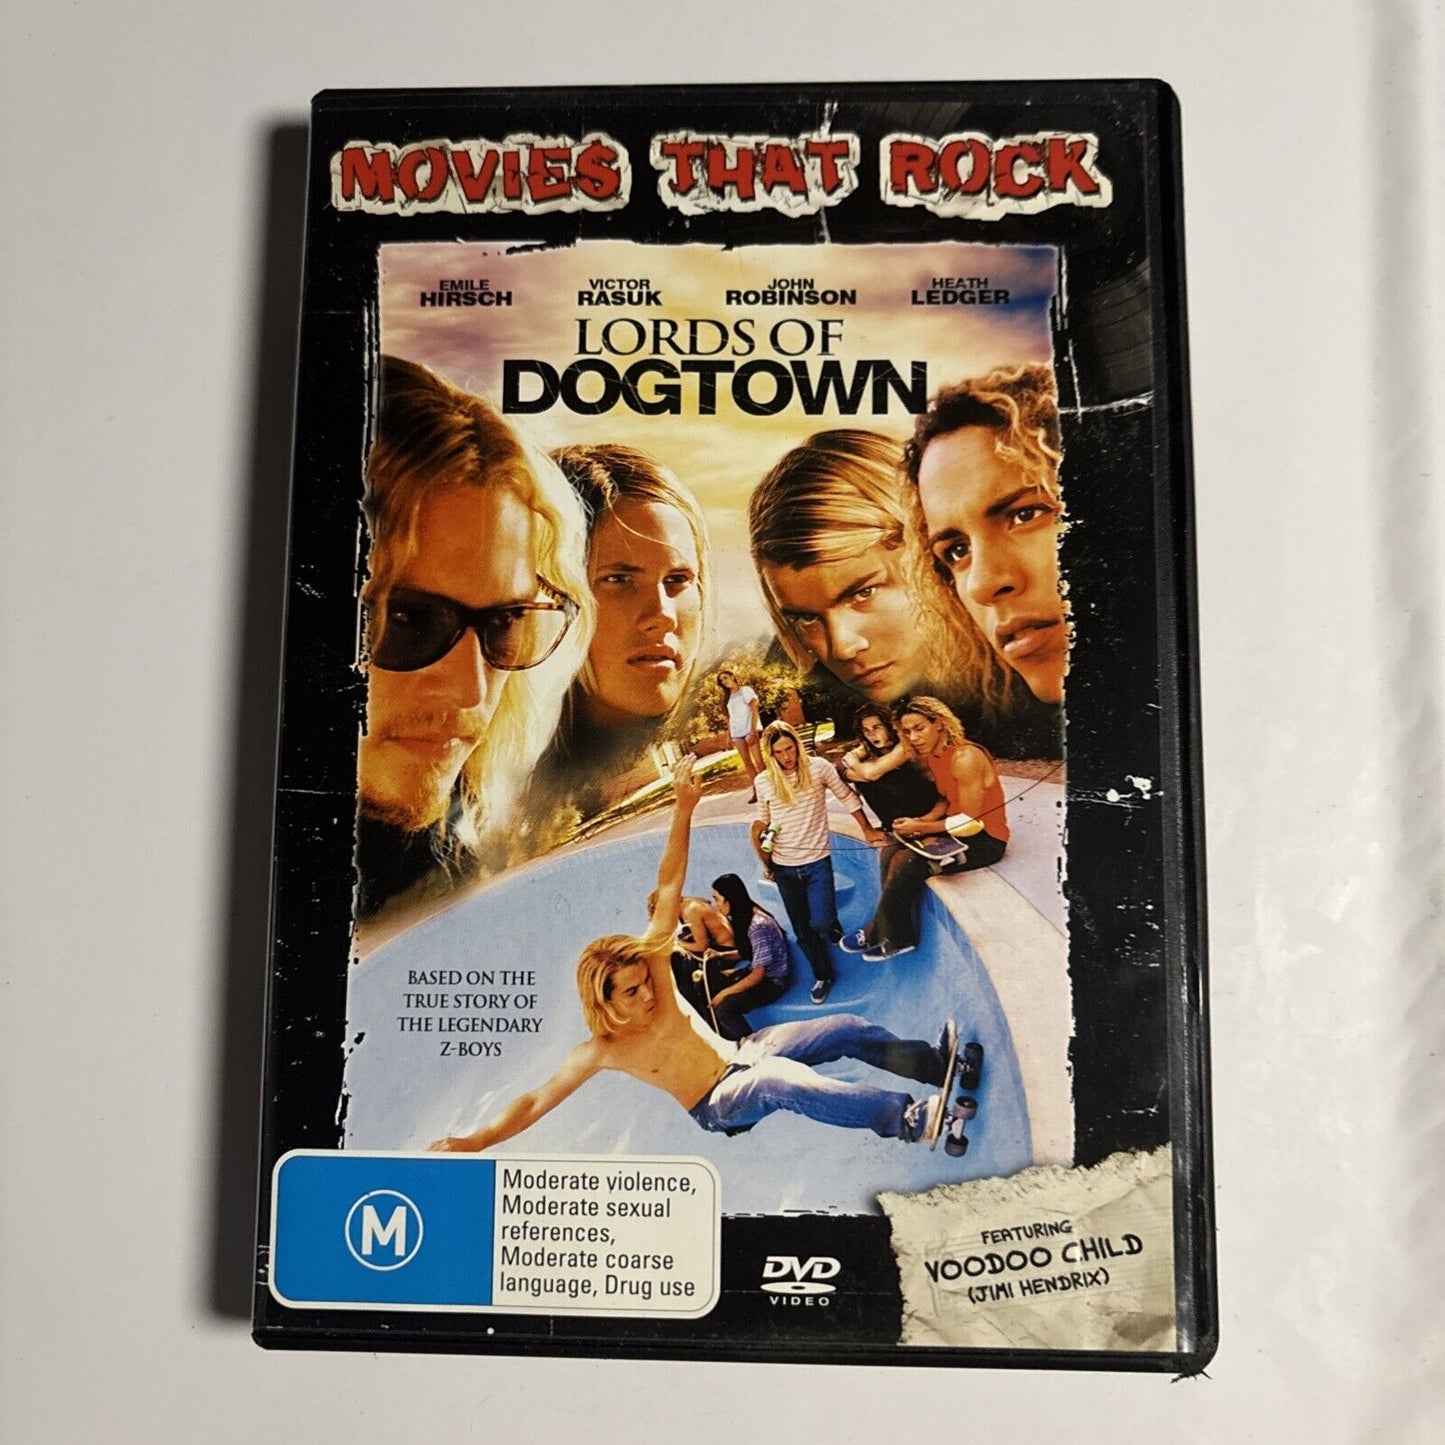 MOVIES THAT ROCK
EMILE HIRSCH VICTOR RASUK JOHN ROBINSON HEATH LEDGER
LORDS OF
DOGTOWN
BASED ON THE
TRUE STORY OF
THE LEGENDARY
Z-BOYS
M
Moderate violence,
Moderate sexual
references,
Moderate coarse
language, Drug use
DVD
VIDEO
FEATURING
VOODOO CHILD
(JIMI HENDRIX)